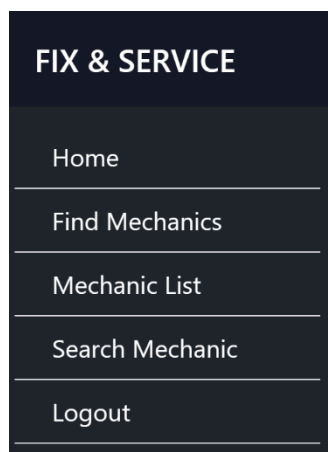 FIX & SERVICE
Home
Find Mechanics
Mechanic List
Search Mechanic
Logout